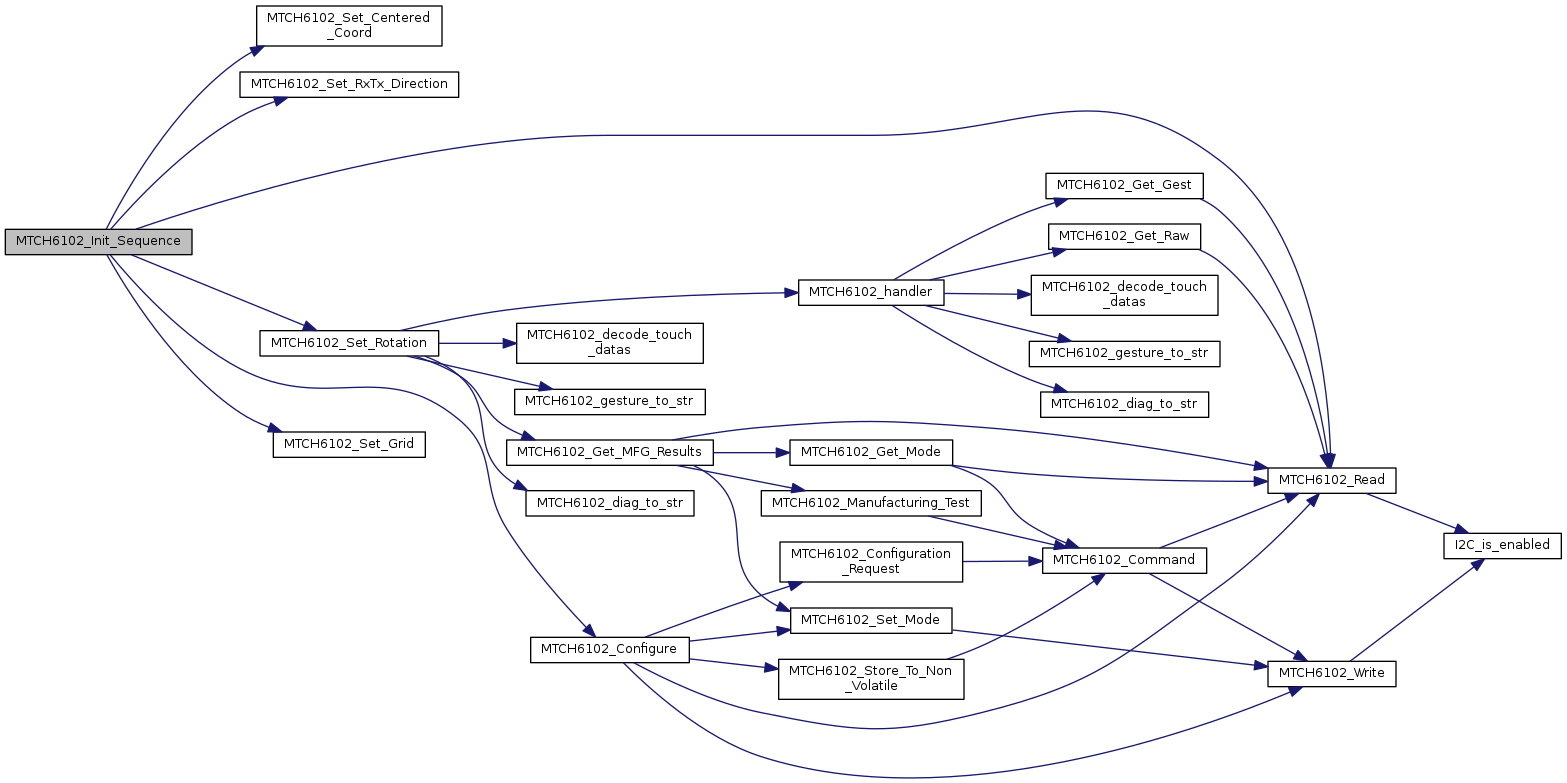 MTCH6102_Set_Centered
_Coord
MTCH6102_Set_RxTx_Direction
MTCH6102_Get_Gest
MTCH6102_Get_Raw
MTCH6102_Init_Sequence
MTCH6102_handler
MTCH6102_decode_touch
_datas
MTCH6102_Set_Rotation
MTCH6102_decode_touch
_datas
MTCH6102_gesture_to_str
MTCH6102_gesture_to_str
MTCH6102_diag_to_str
MTCH6102_Set_Grid
MTCH6102_Get_MFG_Results
MTCH6102_Get_Mode
MTCH6102_Read
MTCH6102_diag_to_str
MTCH6102_Manufacturing_Test
I2C_is_enabled
MTCH6102_Configuration
_Request
MTCH6102_Command
MTCH6102_Set_Mode
MTCH6102_Configure
MTCH6102_Store_To_Non
_Volatile
MTCH6102_Write